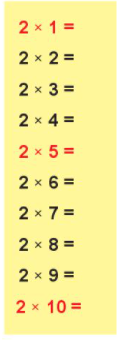 2 × 1 =
2 × 2 =
2 × 3 =
2 × 4 =
2 × 5 =
2 × 6 =
2 × 7 =
2 × 8 =
2 × 9 =
2 × 10 =